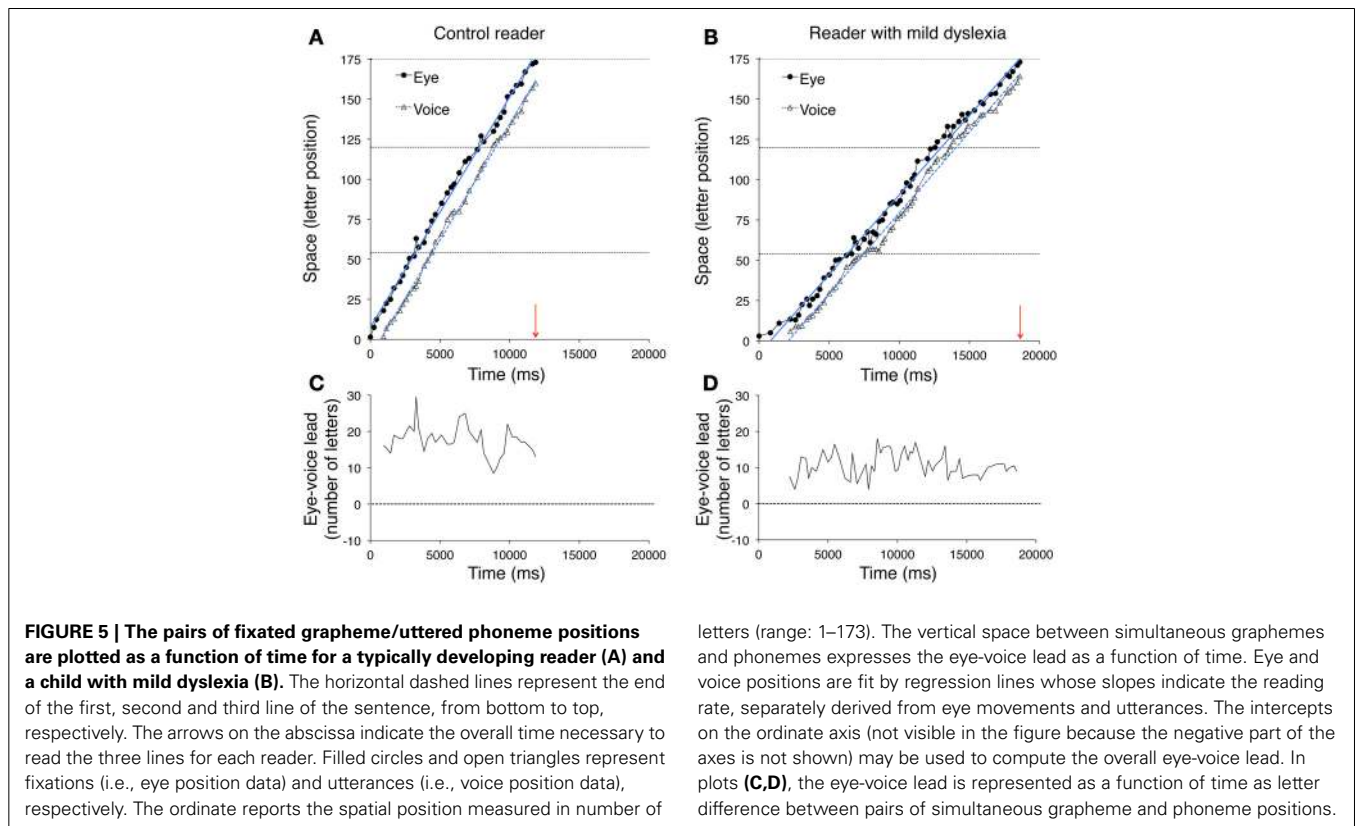 A
Control reader
175
150
125
100
75
50
25
0
Space (letter position)
Eye
Voice
0 5000 10000 15000 20000
Time (ms)
B
Reader with mild dyslexia
175
150
125
100
75
50
25
0
Space (letter position)
Eye
Voice
0 5000 10000 15000 20000
Time (ms)
C
30
20
10
0
-10
Eye-voice lead
(number of letters)
0 5000 10000 15000 20000
Time (ms)
D
30
20
10
0
-10
Eye-voice lead
(number of letters)
0 5000 10000 15000 20000
Time (ms)
FIGURE 5 | The pairs of fixated grapheme/uttered phoneme positions
are plotted as a function of time for a typically developing reader (A) and
a child with mild dyslexia (B). The horizontal dashed lines represent the end
of the first, second and third line of the sentence, from bottom to top,
respectively. The arrows on the abscissa indicate the overall time necessary to
read the three lines for each reader. Filled circles and open triangles represent
fixations (i.e., eye position data) and utterances (i.e., voice position data),
respectively. The ordinate reports the spatial position measured in number of
letters (range: 1–173). The vertical space between simultaneous graphemes
and phonemes expresses the eye-voice lead as a function of time. Eye and
voice positions are fit by regression lines whose slopes indicate the reading
rate, separately derived from eye movements and utterances. The intercepts
on the ordinate axis (not visible in the figure because the negative part of the
axes is not shown) may be used to compute the overall eye-voice lead. In
plots (C,D), the eye-voice lead is represented as a function of time as letter
difference between pairs of simultaneous grapheme and phoneme positions.